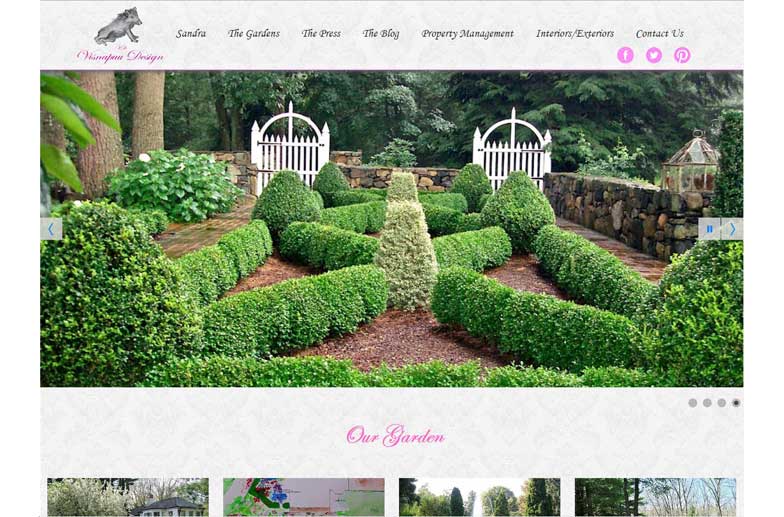 Sandra The Gardens The Press The Blog Property Management Interiors/Exteriors Contact Us
Visnapuu Design
Our Garden